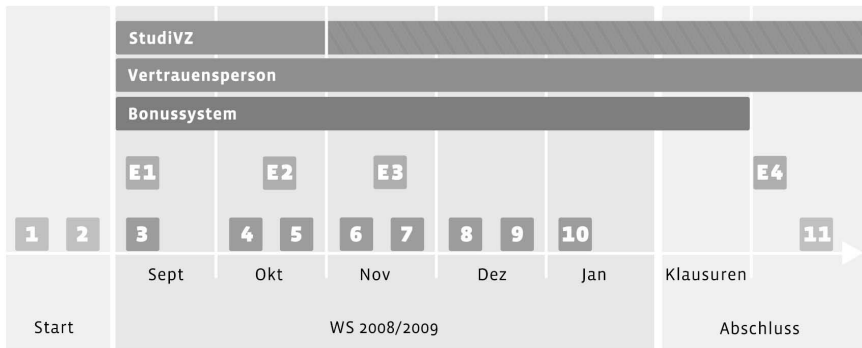 StudiVZ
Vertrauensperson
Bonussystem
E1 E2 E3 E4
1 2 3 4 5 6 7 8 9 10 11
Sept Okt Nov Dez Jan Klausuren
Start WS 2008/2009 Abschluss